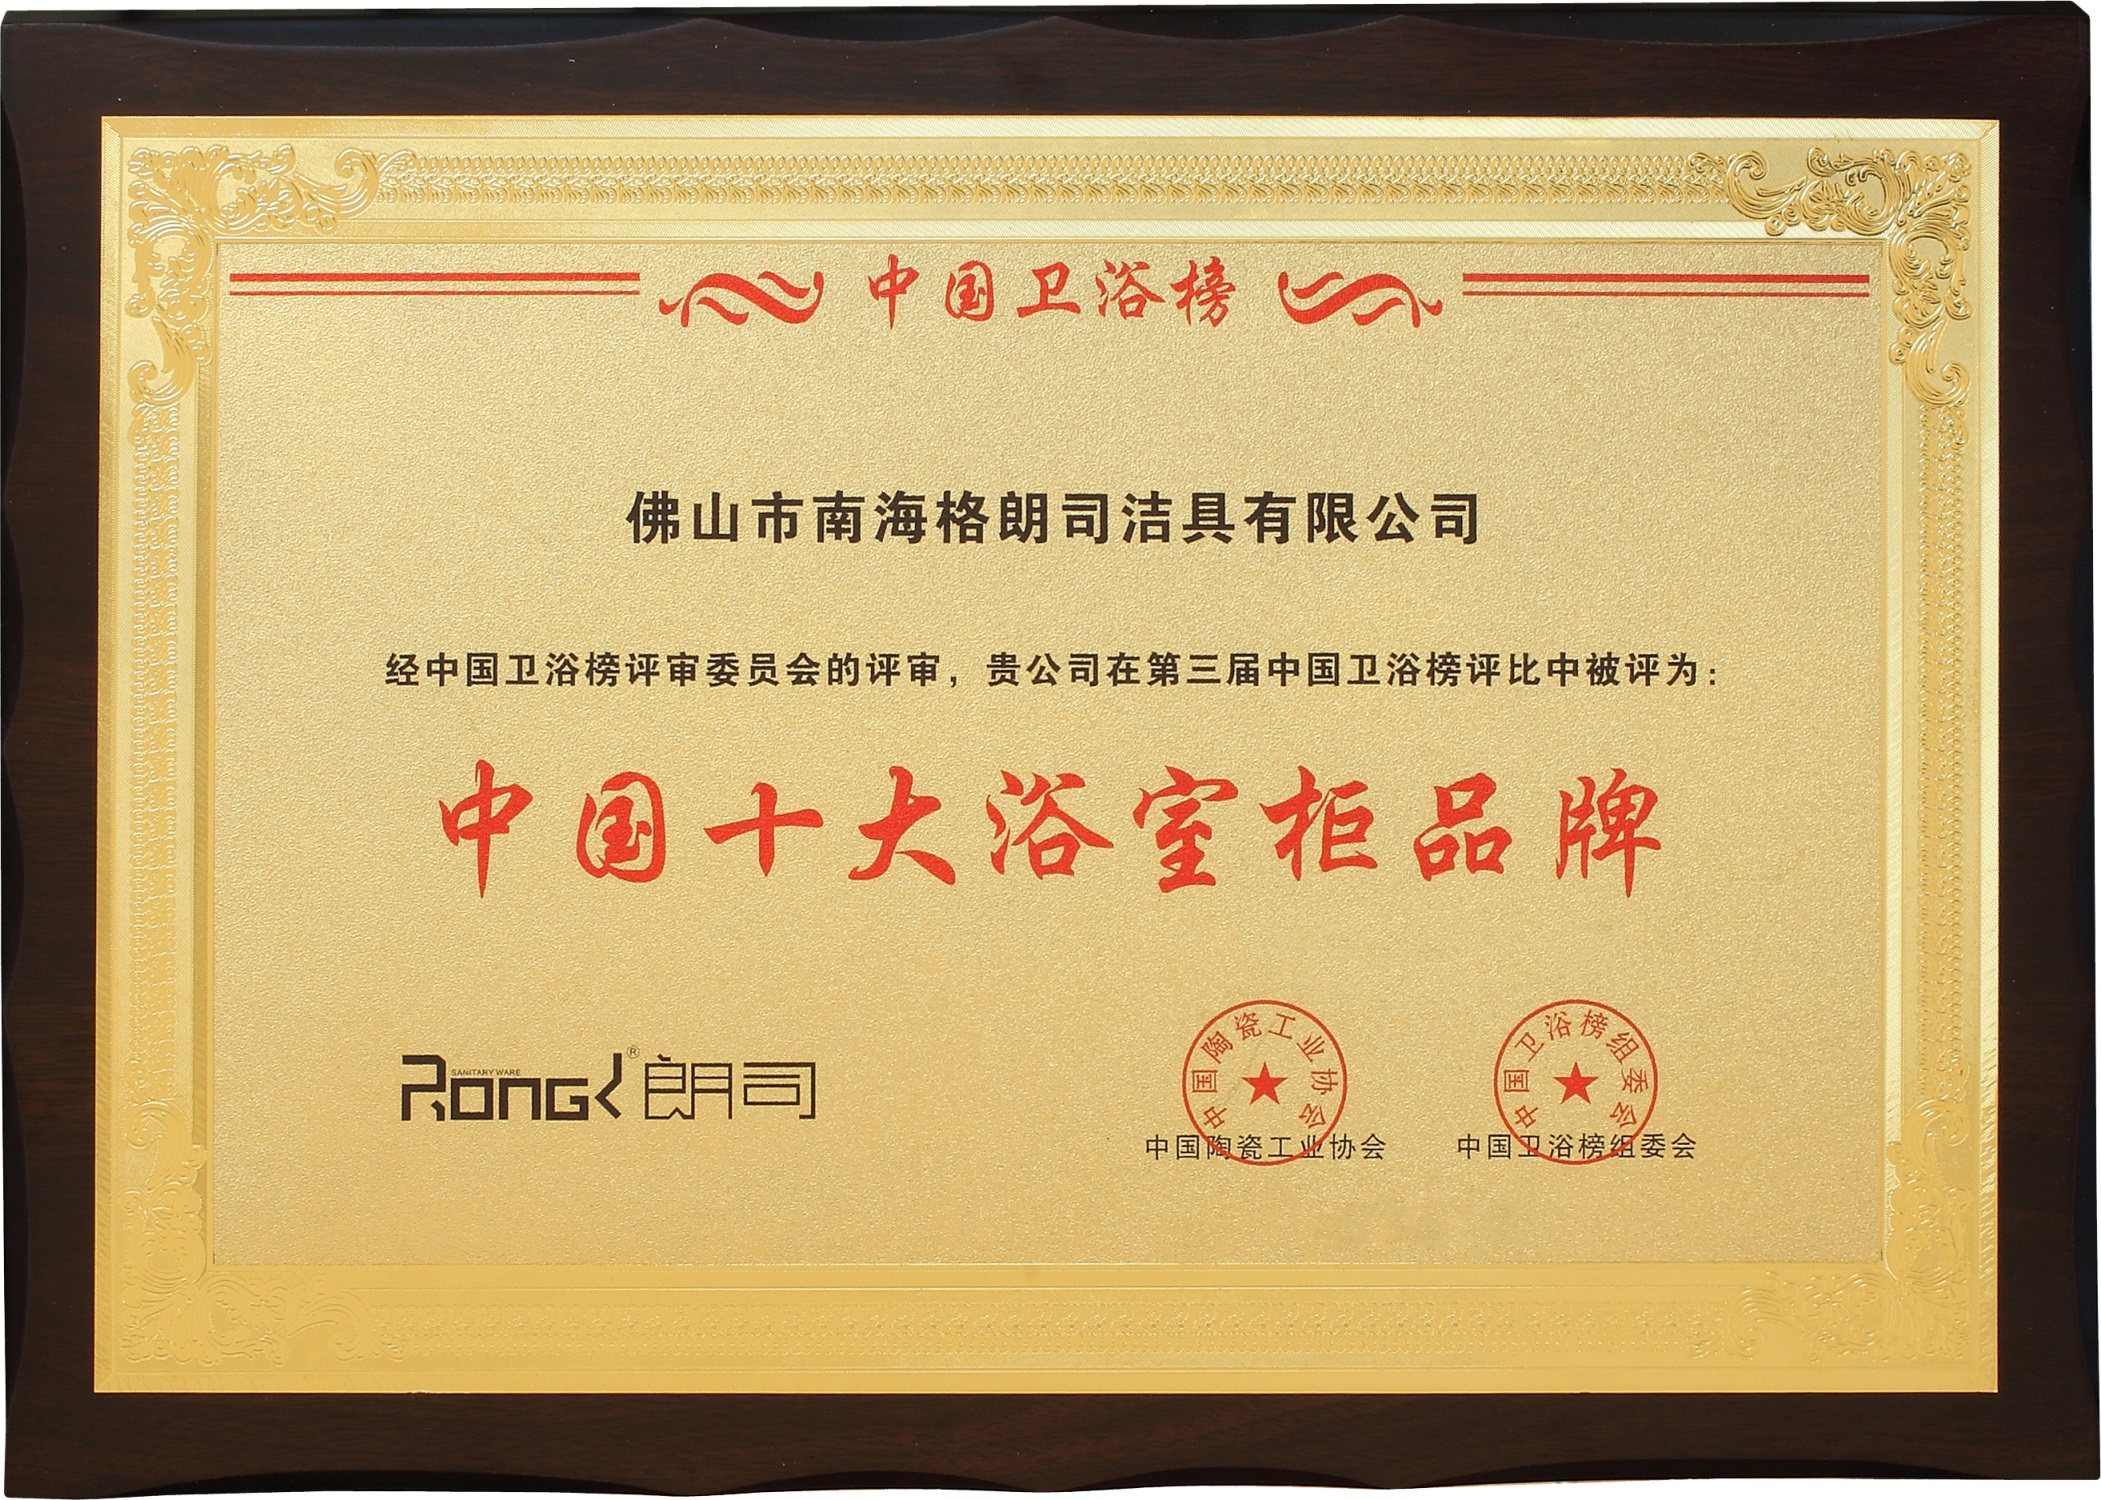 中国卫浴榜
佛山市南海格朗司洁具有限公司
经中国卫浴榜评审委员会的评审，贵公司在第三届中国卫浴榜评比中被评为：
中国十大浴室柜品牌
SANITARY WARE
RONGS® 朗司
中国陶瓷工业协会
中国卫浴榜组委会
中国陶瓷工业协会
中国卫浴榜组委会